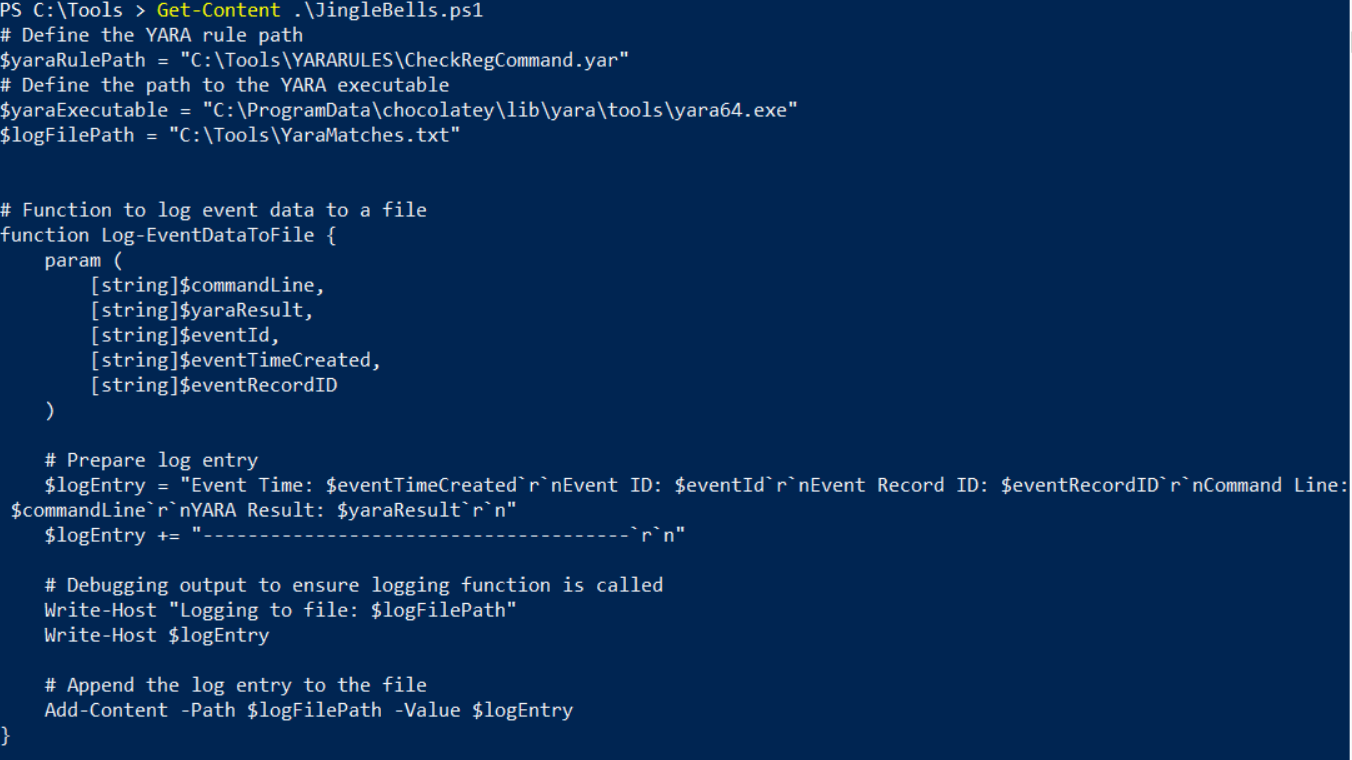 PS C:\Tools > Get-Content .\JingleBells.ps1
# Define the YARA rule path
$yaraRulePath = "C:\Tools\YARARULES\CheckRegCommand.yar"
# Define the path to the YARA executable
$yaraExecutable = "C:\ProgramData\chocolatey\lib\yara\tools\yara64.exe"
$logFilePath = "C:\Tools\YaraMatches.txt"
# Function to log event data to a file
function Log-EventDataToFile {
    param (
        [string]$commandLine,
        [string]$yaraResult,
        [string]$eventId,
        [string]$eventTimeCreated,
        [string]$eventRecordID
    )
    # Prepare log entry
    $logEntry = "Event Time: $eventTimeCreated`r`nEvent ID: $eventId`r`nEvent Record ID: $eventRecordID`r`nCommand Line:
 $commandLine`r`nYARA Result: $yaraResult`r`n"
    $logEntry += "--------------------------------------`r`n"
    # Debugging output to ensure logging function is called
    Write-Host "Logging to file: $logFilePath"
    Write-Host $logEntry
    # Append the log entry to the file
    Add-Content -Path $logFilePath -Value $logEntry
}